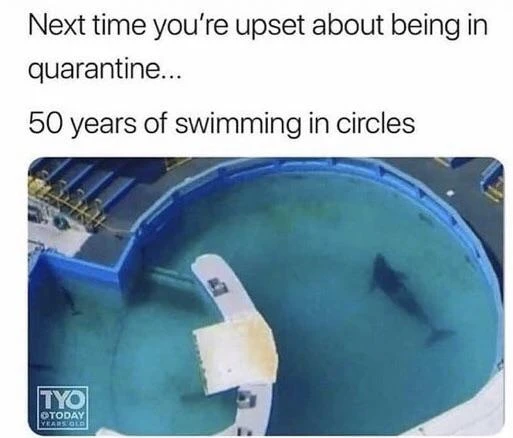 Next time you're upset about being in
quarantine...
50 years of swimming in circles
TYO
@TODAY
YEARS OLD